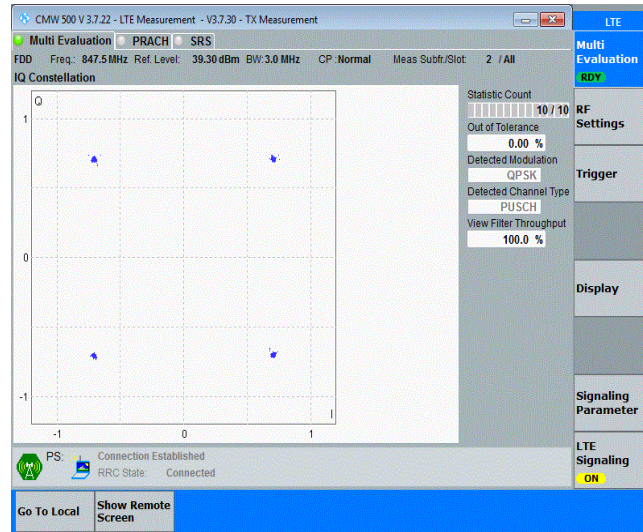 CMW 500 V 3.7.22 - LTE Measurement - V3.7.30 - TX Measurement
LTE
Multi Evaluation PRACH SRS
Multi
Evaluation
RDY
FDD Freq.: 847.5 MHz Ref. Level: 39.30 dBm BW: 3.0 MHz CP : Normal Meas Subfr./Slot: 2 / All
IQ Constellation
Q
1
0
-1
-1 0 1
I
Statistic Count
10 / 10
Out of Tolerance
0.00 %
Detected Modulation
QPSK
Detected Channel Type
PUSCH
View Filter Throughput
100.0 %
RF
Settings
Trigger
Display
Signaling
Parameter
LTE
Signaling
ON
PS: Connection Established
RRC State: Connected
Go To Local
Show Remote
Screen